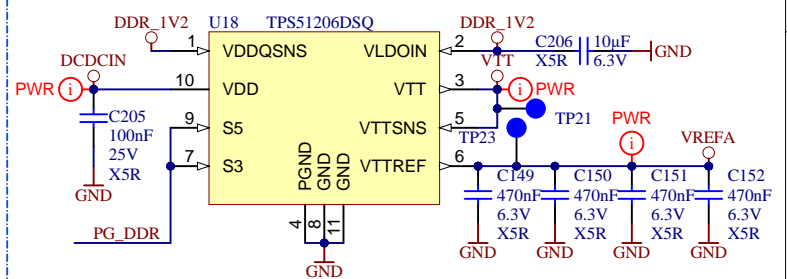 DDR_1V2
U18
TPS51206DSQ
DDR_1V2
1
VDDQSNS
VLDOIN
2
C206
10µF
GND
X5R
6.3V
DCDCIN
VTT
PWR
i
10
VDD
VTT
3
i
PWR
C205
100nF
25V
X5R
GND
9
S5
VTTSNS
5
TP21
TP23
7
S3
VTTREF
6
PWR
i
VREFA
PGND
GND
GND
4
8
11
GND
PG_DDR
C149
470nF
6.3V
X5R
GND
C150
470nF
6.3V
X5R
GND
C151
470nF
6.3V
X5R
GND
C152
470nF
6.3V
X5R
GND